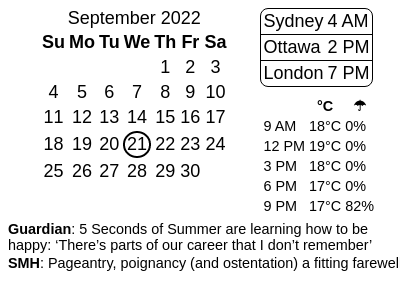 September 2022
Su Mo Tu We Th Fr Sa
1 2 3
4 5 6 7 8 9 10
11 12 13 14 15 16 17
18 19 20 21 22 23 24
25 26 27 28 29 30
Sydney 4 AM
Ottawa 2 PM
London 7 PM
°C ☂
9 AM 18°C 0%
12 PM 19°C 0%
3 PM 18°C 0%
6 PM 17°C 0%
9 PM 17°C 82%
Guardian: 5 Seconds of Summer are learning how to be
happy: ‘There’s parts of our career that I don’t remember’
SMH: Pageantry, poignancy (and ostentation) a fitting farewel